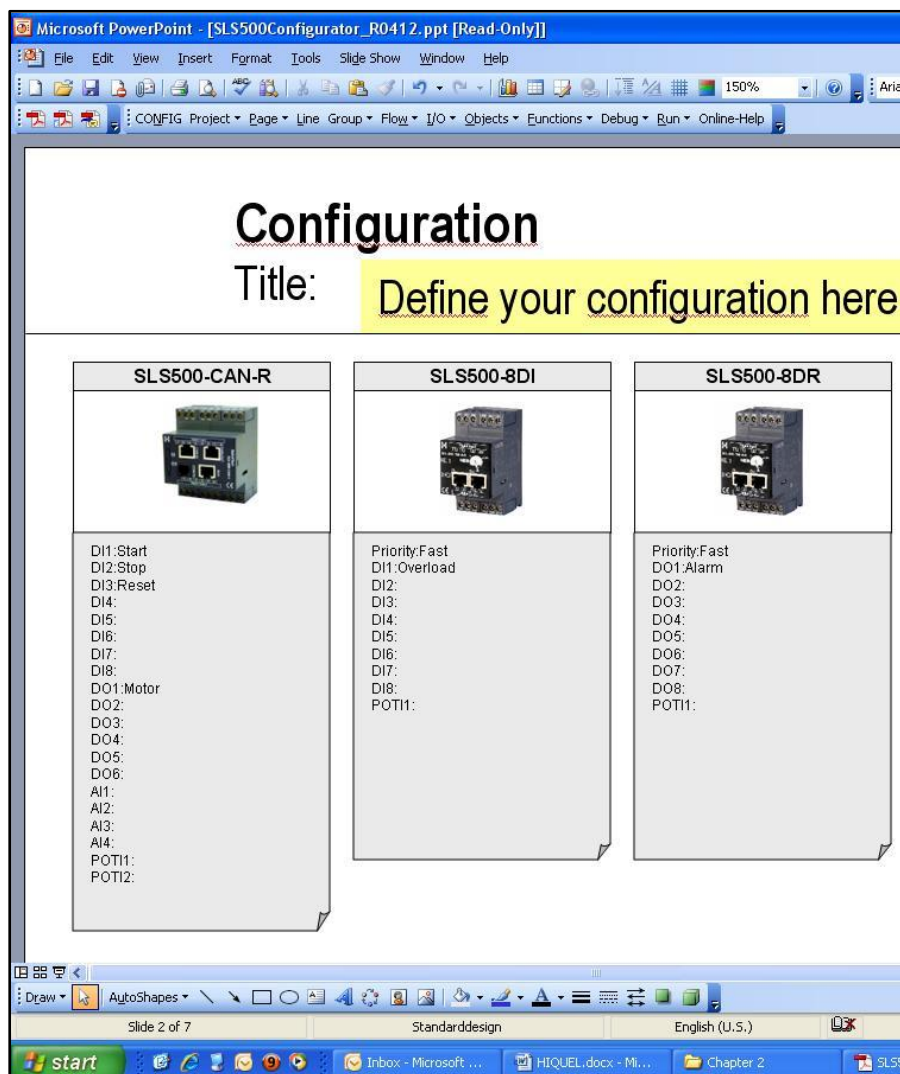 Microsoft PowerPoint - [SLS500Configurator_R0412.ppt [Read-Only]]
File Edit View Insert Format Tools Slide Show Window Help
150% Aria
CONFIG Project Page Line Group Flow I/O Objects Functions Debug Run Online-Help
Configuration
Title: Define your configuration here
SLS500-CAN-R
DI1:Start
DI2:Stop
DI3:Reset
DI4:
DI5:
DI6:
DI7:
DI8:
DO1:Motor
DO2:
DO3:
DO4:
DO5:
DO6:
AI1:
AI2:
AI3:
AI4:
POTI1:
POTI2:
SLS500-8DI
Priority:Fast
DI1:Overload
DI2:
DI3:
DI4:
DI5:
DI6:
DI7:
DI8:
POTI1:
SLS500-8DR
Priority:Fast
DO1:Alarm
DO2:
DO3:
DO4:
DO5:
DO6:
DO7:
DO8:
POTI1:
Draw AutoShapes
Slide 2 of 7 Standarddesign English (U.S.)
start Inbox - Microsoft ... HIQUEL.docx - Mi... Chapter 2 SLS5